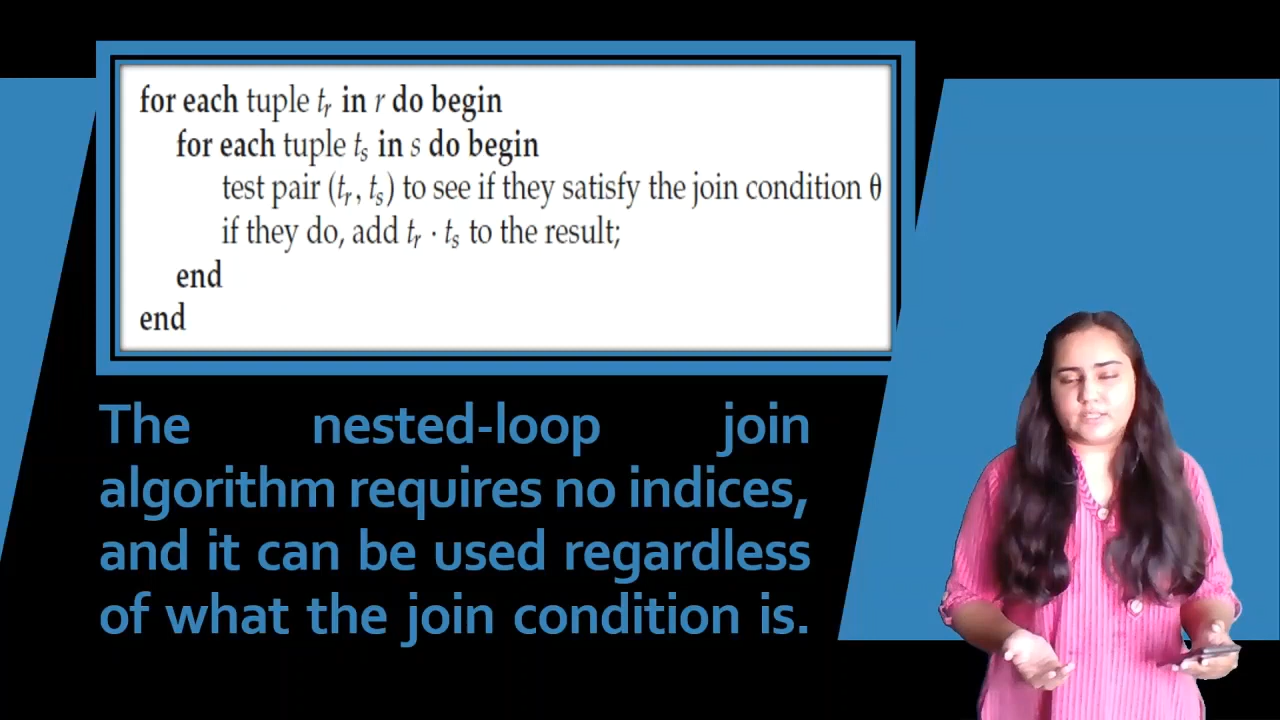 for each tuple tr in r do begin
for each tuple ts in s do begin
test pair (tr, ts) to see if they satisfy the join condition θ
if they do, add tr · ts to the result;
end
end
The nested-loop join
algorithm requires no indices,
and it can be used regardless
of what the join condition is.